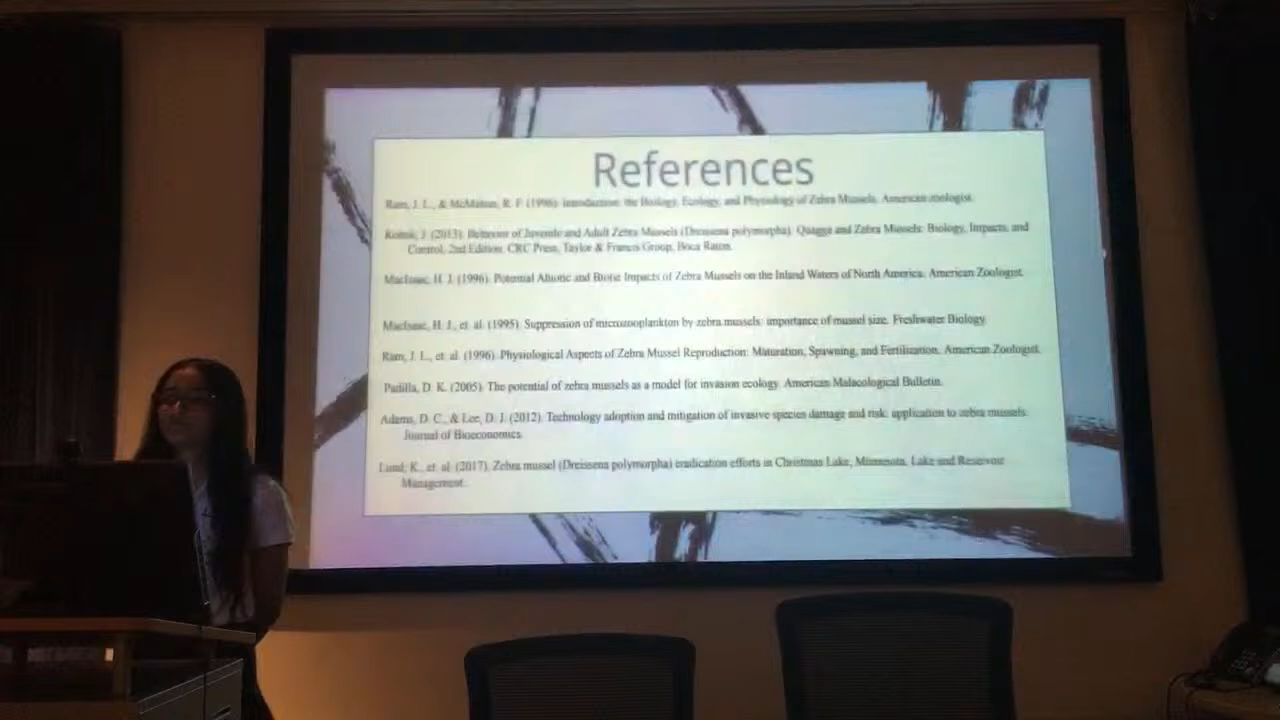 References
Ram, J. L., & McMahon, R. F. (1996). Introduction: the Biology, Ecology, and Physiology of Zebra Mussels. American zoologist.
J. (2013). Behavior of Juvenile and Adult Zebra Mussels (Dreissena polymorpha). Quagga and Zebra Mussels: Biology, Impacts, and
Control, 2nd Edition. CRC Press, Taylor & Francis Group, Boca Raton.
MacIsaac, H. J. (1996). Potential Abiotic and Biotic Impacts of Zebra Mussels on the Inland Waters of North America. American Zoologist.
MacIsaac, H. J., et. al. (1995). Suppression of microzooplankton by zebra mussels: importance of mussel size. Freshwater Biology.
Ram, J. L., et. al. (1996). Physiological Aspects of Zebra Mussel Reproduction: Maturation, Spawning, and Fertilization. American Zoologist.
Padilla, D. K. (2005). The potential of zebra mussels as a model for invasion ecology. American Malacological Bulletin.
Adams, D. C., & Lee, D. J. (2012). Technology adoption and mitigation of invasive species damage and risk: application to zebra mussels.
Journal of Bioeconomics.
Lund, K., et. al. (2017). Zebra mussel (Dreissena polymorpha) eradication efforts in Christmas Lake, Minnesota. Lake and Reservoir
Management.